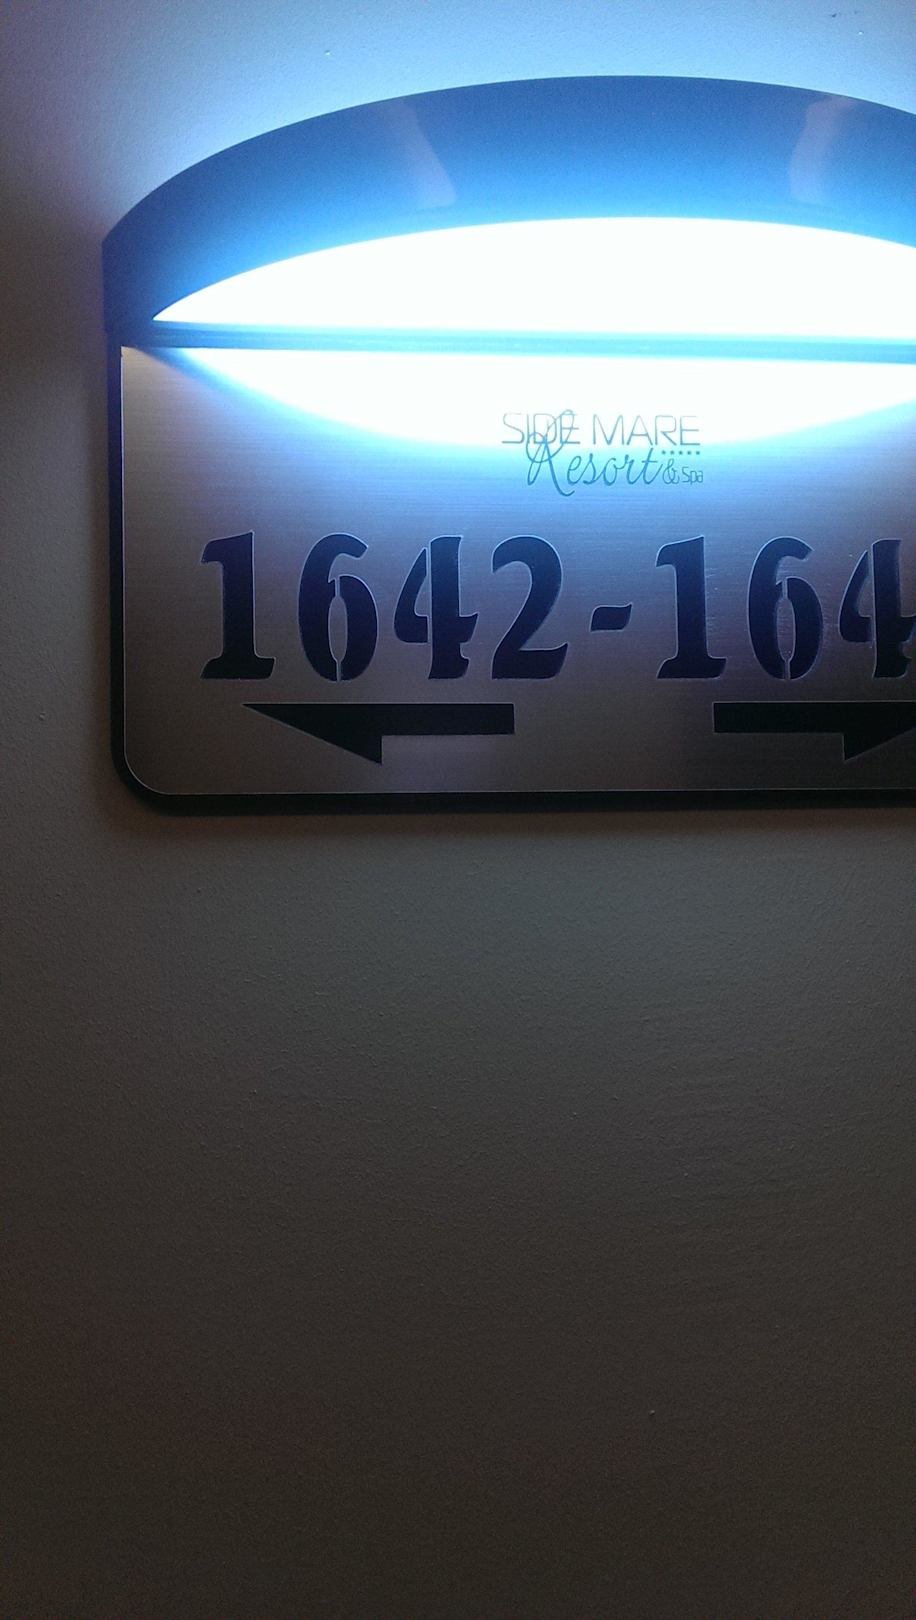 SIDE MARE
Resort & Spa
1642-164